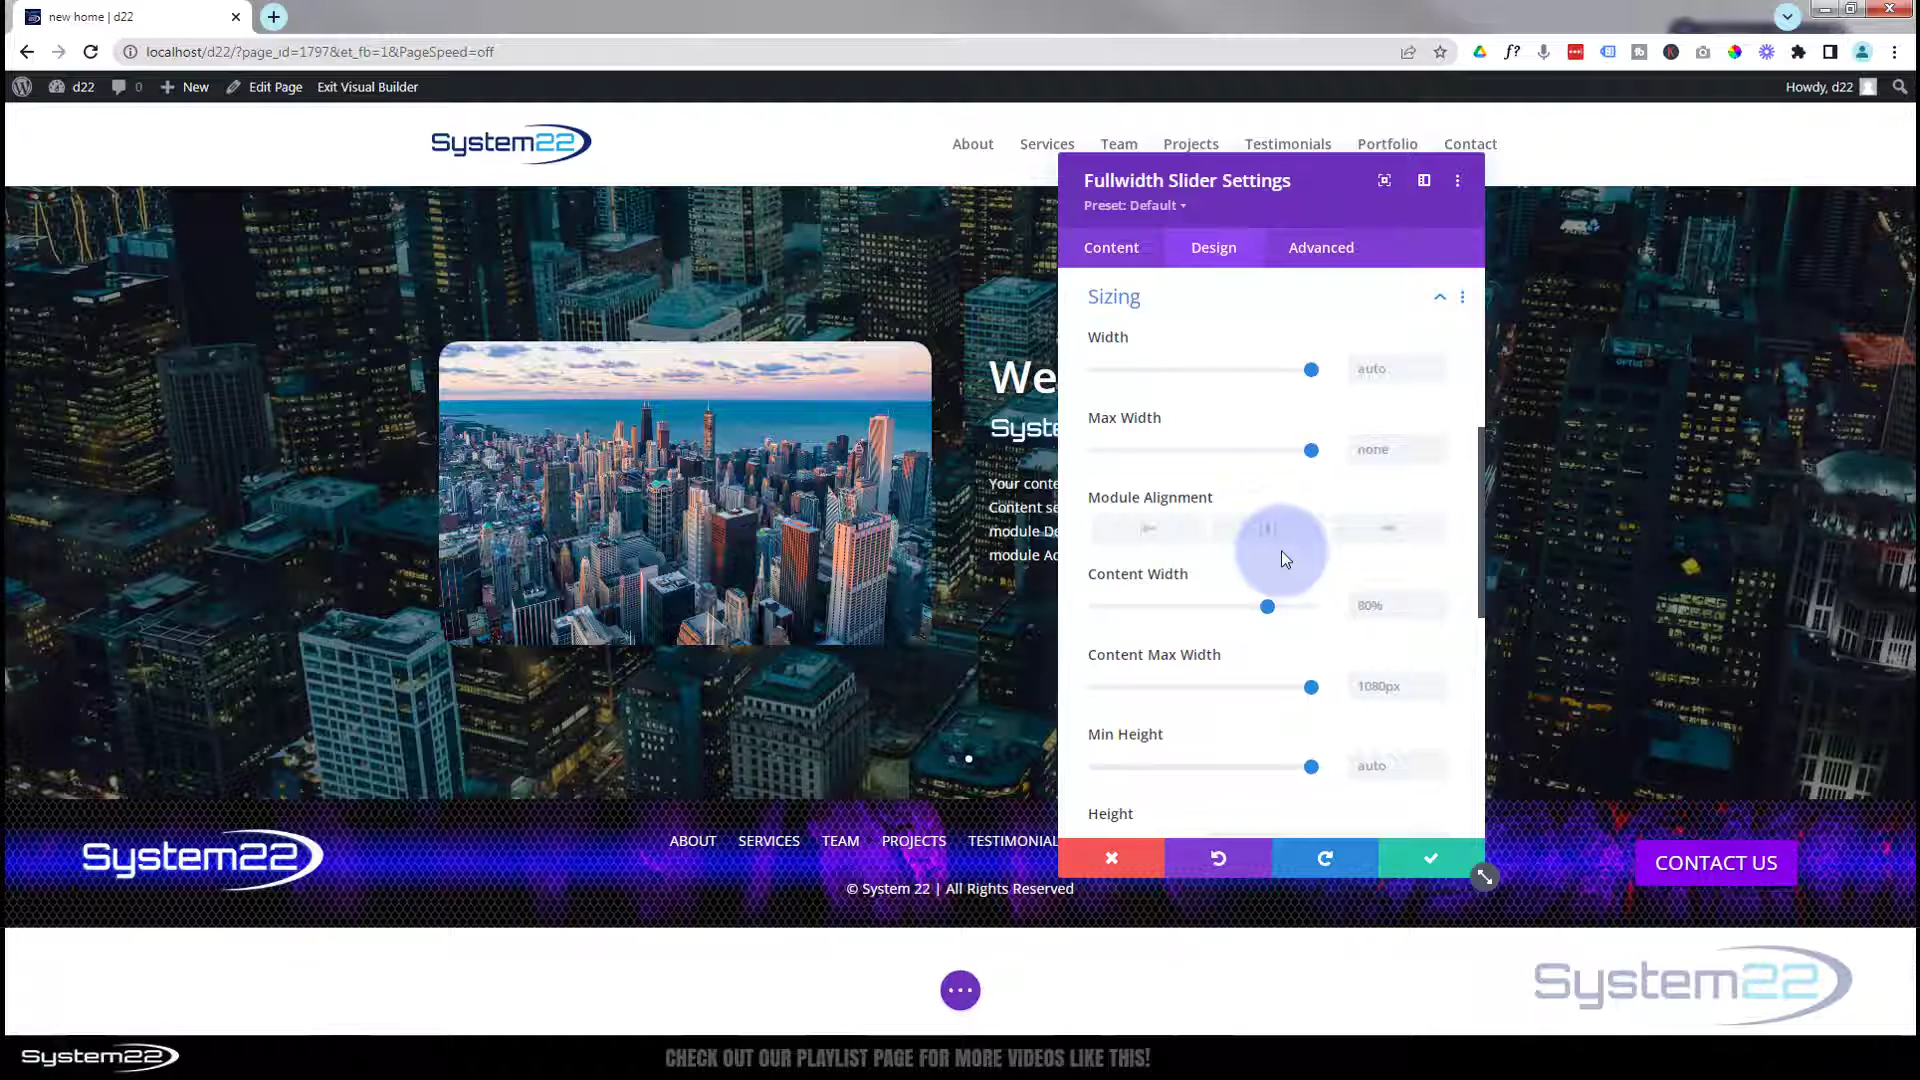 new home | d22
localhost/d22/?page_id=1797&et_fb=1&PageSpeed=off
d22 0 New Edit Page Exit Visual Builder Howdy, d22
System22
About Services Team Projects Testimonials Portfolio Contact
Fullwidth Slider Settings
Preset: Default
Content Design Advanced
Sizing
Width
auto
Max Width
none
Module Alignment
Content Width
80%
Content Max Width
1080px
Min Height
auto
Height
We
Syste
Your conte
Content se
module De
module Ad
System22
ABOUT SERVICES TEAM PROJECTS TESTIMONIAL
CONTACT US
© System 22 | All Rights Reserved
System22
System22
CHECK OUT OUR PLAYLIST PAGE FOR MORE VIDEOS LIKE THIS!